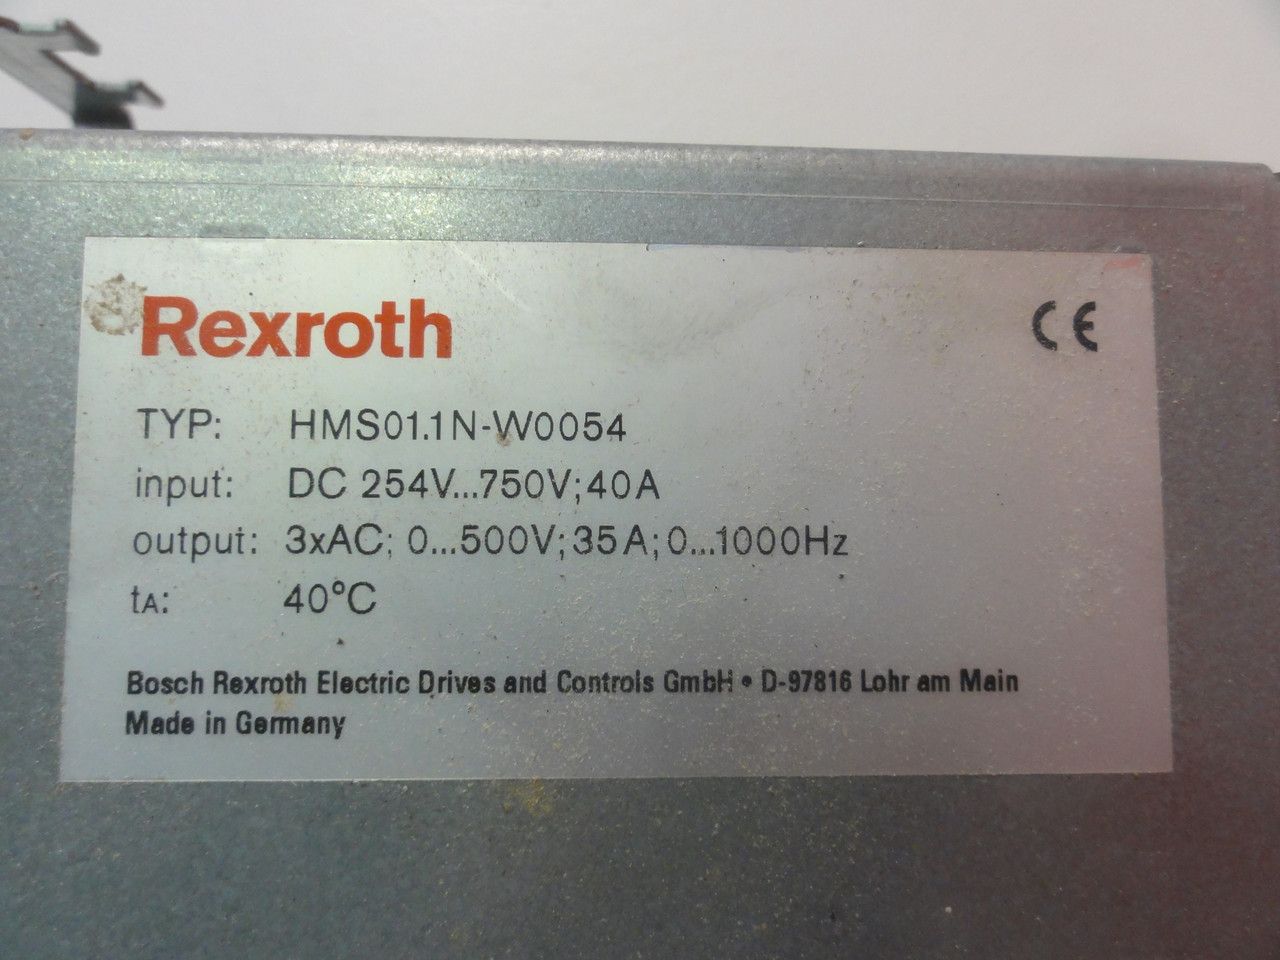 Rexroth CE
TYP: HMS01.1N-W0054
input: DC 254V...750V;40A
output: 3xAC; 0...500V;35A;0...1000Hz
tA: 40°C
Bosch Rexroth Electric Drives and Controls GmbH • D-97816 Lohr am Main
Made in Germany